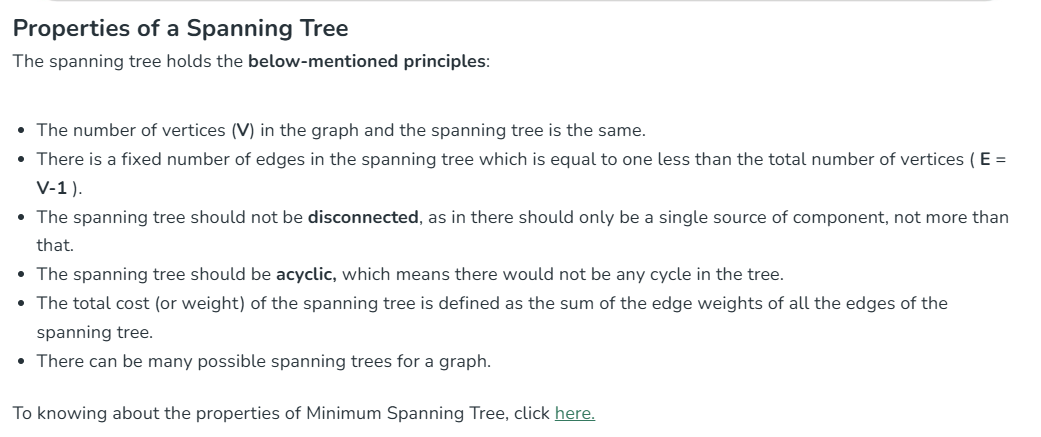 Properties of a Spanning Tree
The spanning tree holds the below-mentioned principles:
• The number of vertices (V) in the graph and the spanning tree is the same.
• There is a fixed number of edges in the spanning tree which is equal to one less than the total number of vertices ( E =
V-1 ).
• The spanning tree should not be disconnected, as in there should only be a single source of component, not more than
that.
• The spanning tree should be acyclic, which means there would not be any cycle in the tree.
• The total cost (or weight) of the spanning tree is defined as the sum of the edge weights of all the edges of the
spanning tree.
• There can be many possible spanning trees for a graph.
To knowing about the properties of Minimum Spanning Tree, click here.